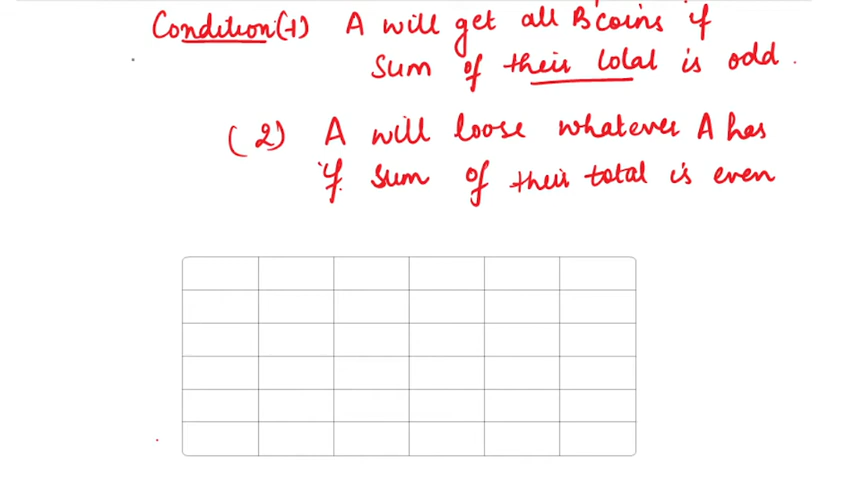 Condition (1) A will get all B'coins if
sum of their total is odd.
(2) A will loose whatever A has
if sum of their total is even